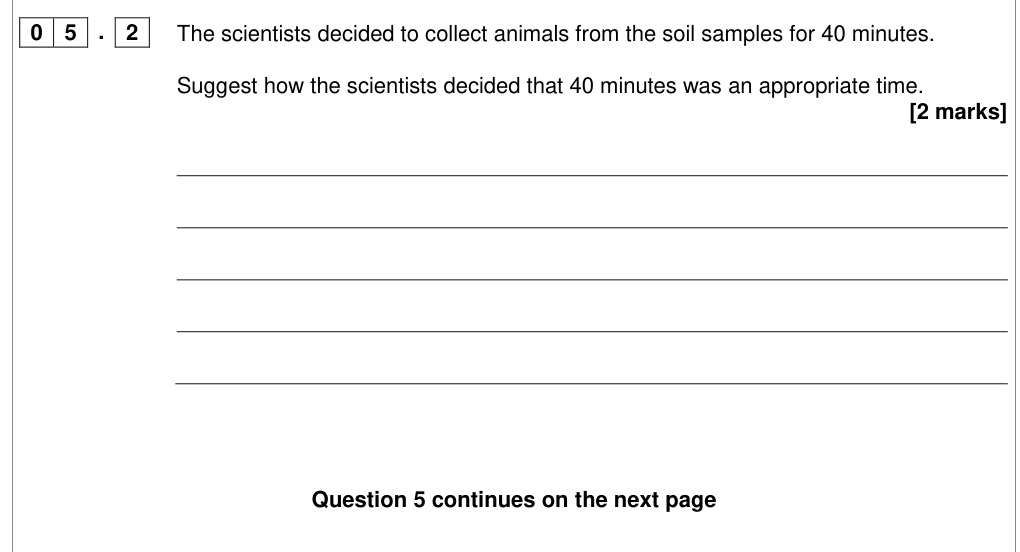 0 5 . 2 The scientists decided to collect animals from the soil samples for 40 minutes.
Suggest how the scientists decided that 40 minutes was an appropriate time.
[2 marks]
Question 5 continues on the next page